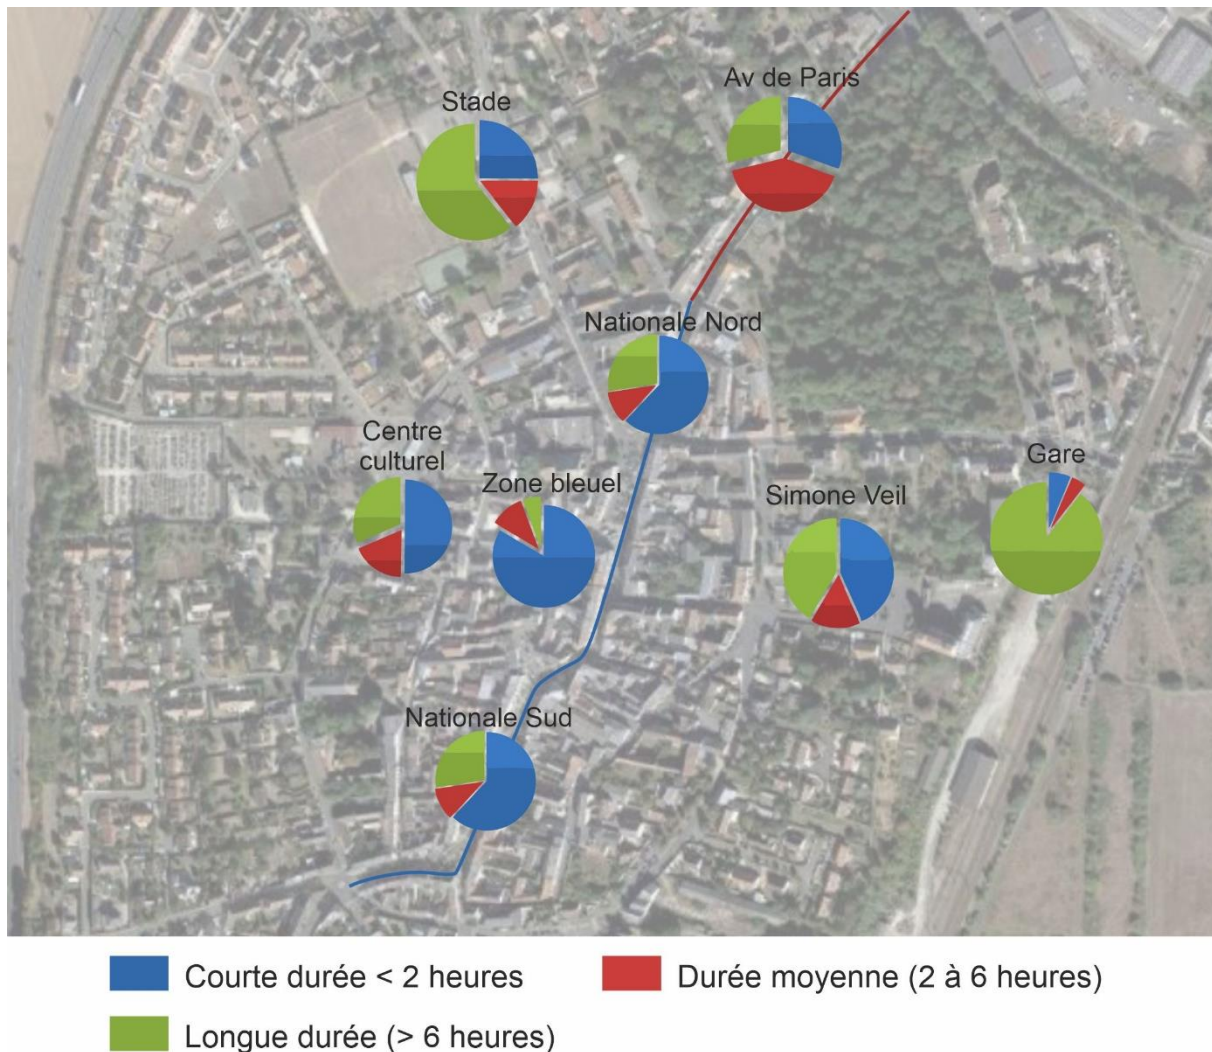 Av de Paris
Stade
Nationale Nord
Centre
culturel
Zone bleuel
Simone Veil
Gare
Nationale Sud
Courte durée < 2 heures
Durée moyenne (2 à 6 heures)
Longue durée (> 6 heures)